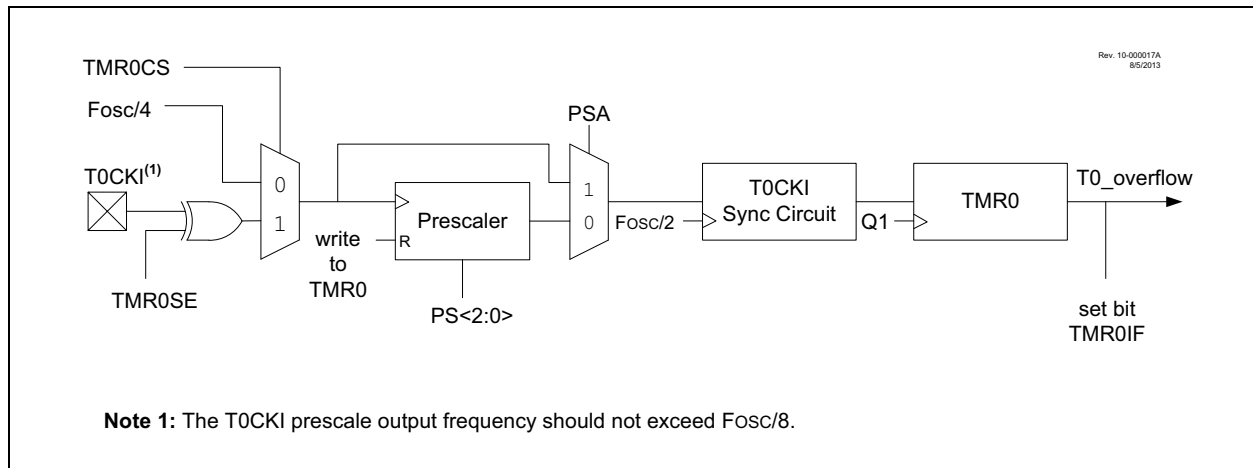 Rev. 10-000017A
8/5/2013
TMR0CS
Fosc/4
PSA
T0CKI(1)
0
1
TMR0SE
write
to
TMR0
Prescaler
R
PS<2:0>
1
0
FOSC/2
T0CKI
Sync Circuit
Q1
TMR0
T0_overflow
set bit
TMR0IF
Note 1: The T0CKI prescale output frequency should not exceed FOSC/8.